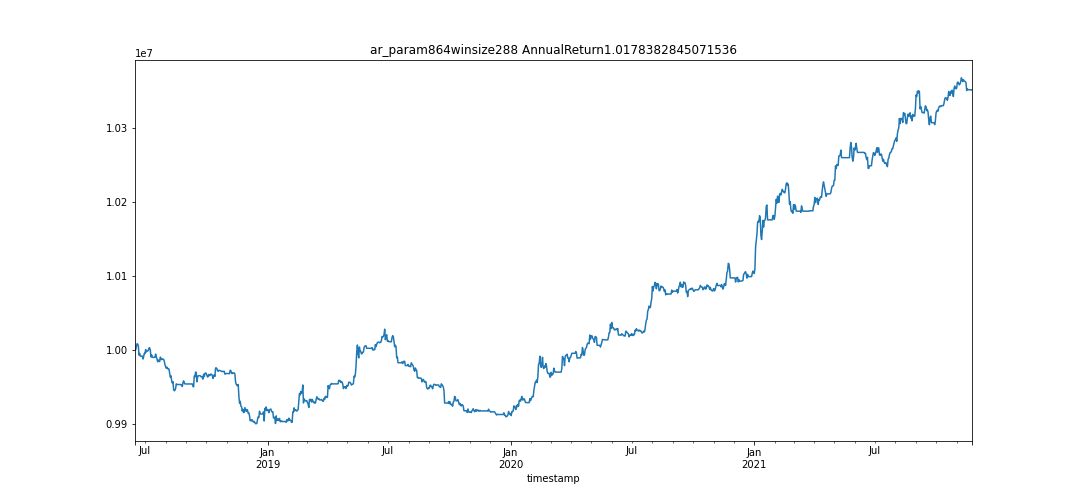 ar_param864winsize288 AnnualReturn1.0178382845071536
1e7
1.03
1.02
1.01
1.00
0.99
Jul
Jan
2019
Jul
Jan
2020
Jul
Jan
2021
Jul
timestamp